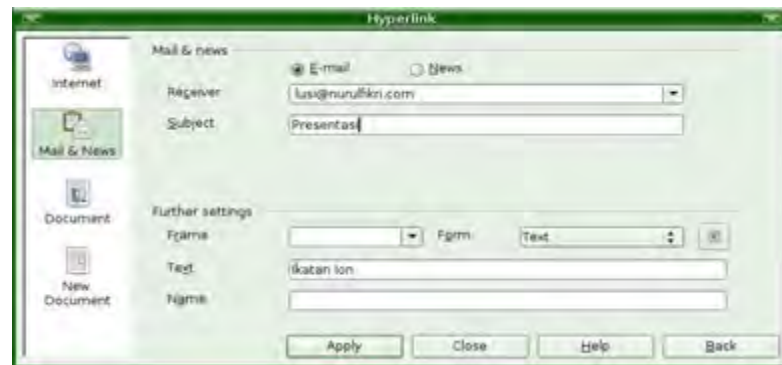 Hyperlink
Internet
Mail & News
Document
New
Document
Mail & news
E-mail
News
Receiver
lusi@nurulfikri.com
Subject
Presentasi
Further settings
Frame
Form
Text
Text
Ikatan Ion
Name
Apply
Close
Help
Back